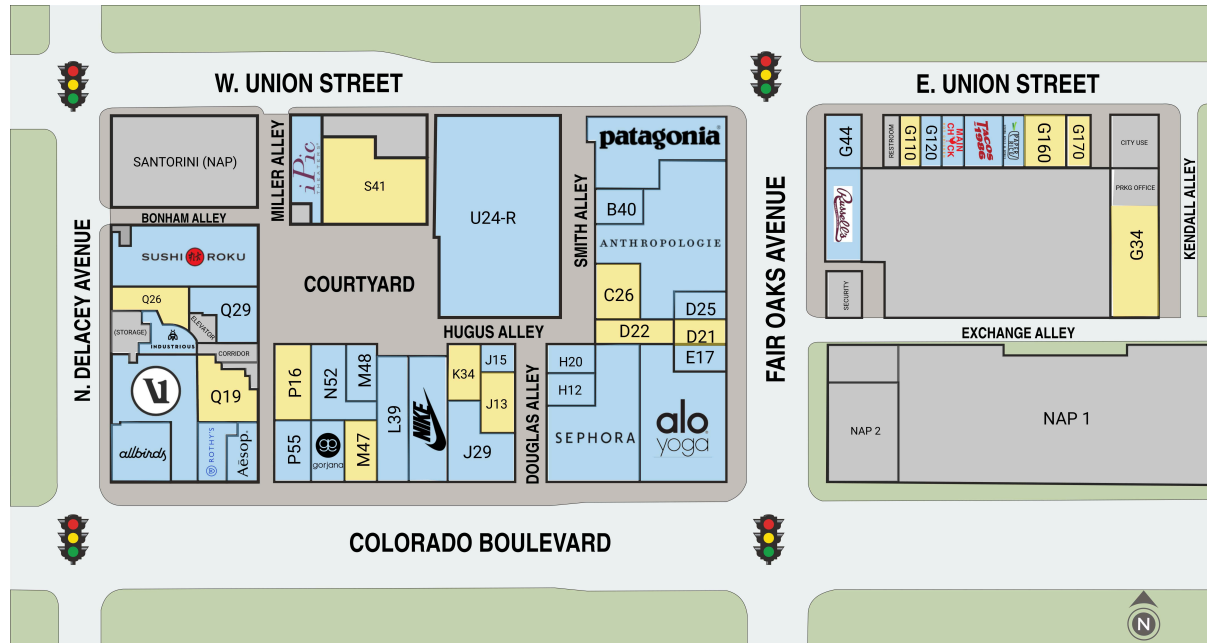 W. UNION STREET
E. UNION STREET
N. DELACEY AVENUE
FAIR OAKS AVENUE
KENDALL ALLEY
COLORADO BOULEVARD
SANTORINI (NAP)
MILLER ALLEY
BONHAM ALLEY
iPic
THEATERS
S41
U24-R
SMITH ALLEY
patagonia
B40
ANTHROPOLOGIE
C26
D25
D22
D21
E17
COURTYARD
HUGUS ALLEY
SUSHI ROKU
Q26
Q29
(STORAGE)
ELEVATOR
INDUSTRIOUS
CORRIDOR
V
Q19
allbirds
ROTHY'S
Aēsop.
P16
N52
M48
P55
gorjana
M47
L39
NIKE
K34
J15
J13
J29
DOUGLAS ALLEY
H20
H12
SEPHORA
alo
yoga
G44
RESTROOM
G110
G120
MAIN
CHICK
TACOS
1986
G160
G170
CITY USE
PRKG OFFICE
G34
Russell's
SECURITY
EXCHANGE ALLEY
NAP 2
NAP 1
N